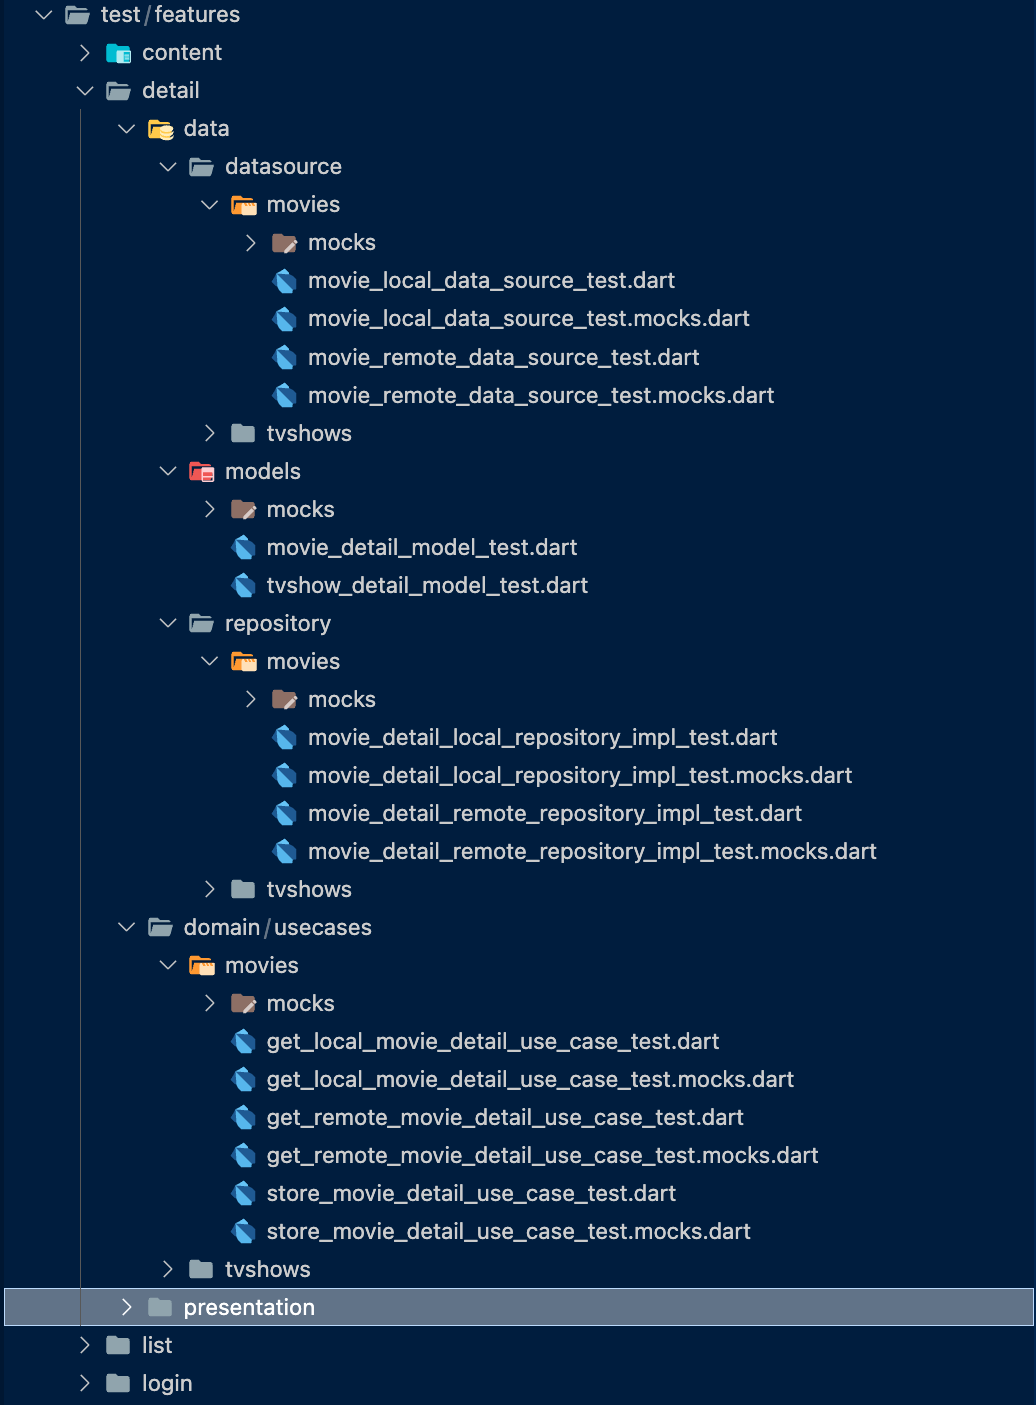 test/features
content
detail
data
datasource
movies
mocks
movie_local_data_source_test.dart
movie_local_data_source_test.mocks.dart
movie_remote_data_source_test.dart
movie_remote_data_source_test.mocks.dart
tvshows
models
mocks
movie_detail_model_test.dart
tvshow_detail_model_test.dart
repository
movies
mocks
movie_detail_local_repository_impl_test.dart
movie_detail_local_repository_impl_test.mocks.dart
movie_detail_remote_repository_impl_test.dart
movie_detail_remote_repository_impl_test.mocks.dart
tvshows
domain/usecases
movies
mocks
get_local_movie_detail_use_case_test.dart
get_local_movie_detail_use_case_test.mocks.dart
get_remote_movie_detail_use_case_test.dart
get_remote_movie_detail_use_case_test.mocks.dart
store_movie_detail_use_case_test.dart
store_movie_detail_use_case_test.mocks.dart
tvshows
presentation
list
login